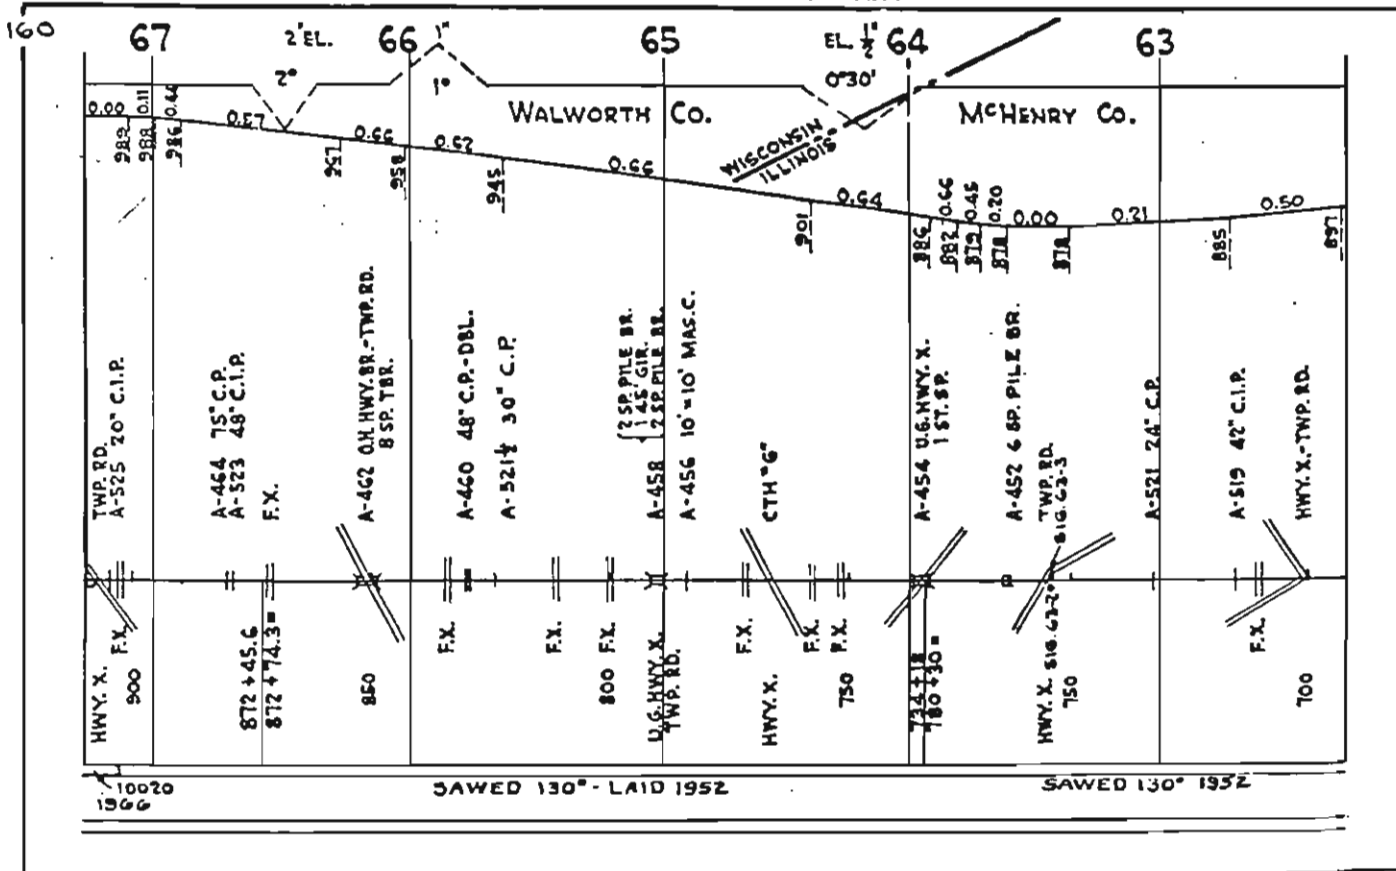 160
67 2'EL. 66 1" 65 EL. ½ 64 63
2° 1° 0°30'
WALWORTH CO. MCHENRY CO.
WISCONSIN
ILLINOIS
0.00 0.11 0.44 0.57 0.66 0.62 0.66 0.64 0.66 0.45 0.20 0.00 0.21 0.50
989 988 986 967 958 945 901 886 882 879 878 878 885 897
TWP. RD.
A-525 20" C.I.P.
A-464 75" C.P.
A-523 48" C.I.P.
F.X.
A-462 O.H. HWY. BR.-TWP. RD.
8 SP. TBR.
A-460 48" C.P.-DBL.
A-521½ 30" C.P.
A-458 { 2 SP. PILE BR.
1 45' GIR.
2 SP. PILE BR.
A-456 10'×10' MAS.C.
CTH "G"
A-454 U.G. HWY. X.
1 ST. SP.
A-452 6 SP. PILE BR.
TWP. RD.
SIG. 63-3
A-521 24" C.P.
A-519 42" C.I.P.
HWY. X.-TWP. RD.
HWY. X.
F.X.
900
872+45.6
872+74.3=
850
F.X.
F.X.
F.X.
800
U.G. HWY. X.
TWP. RD.
F.X.
HWY. X.
F.X.
F.X.
750
734+18
780+30=
HWY. X. SIG. 63-2
750
F.X.
700
10020
1966
SAWED 130# - LAID 1952
SAWED 130# 1952